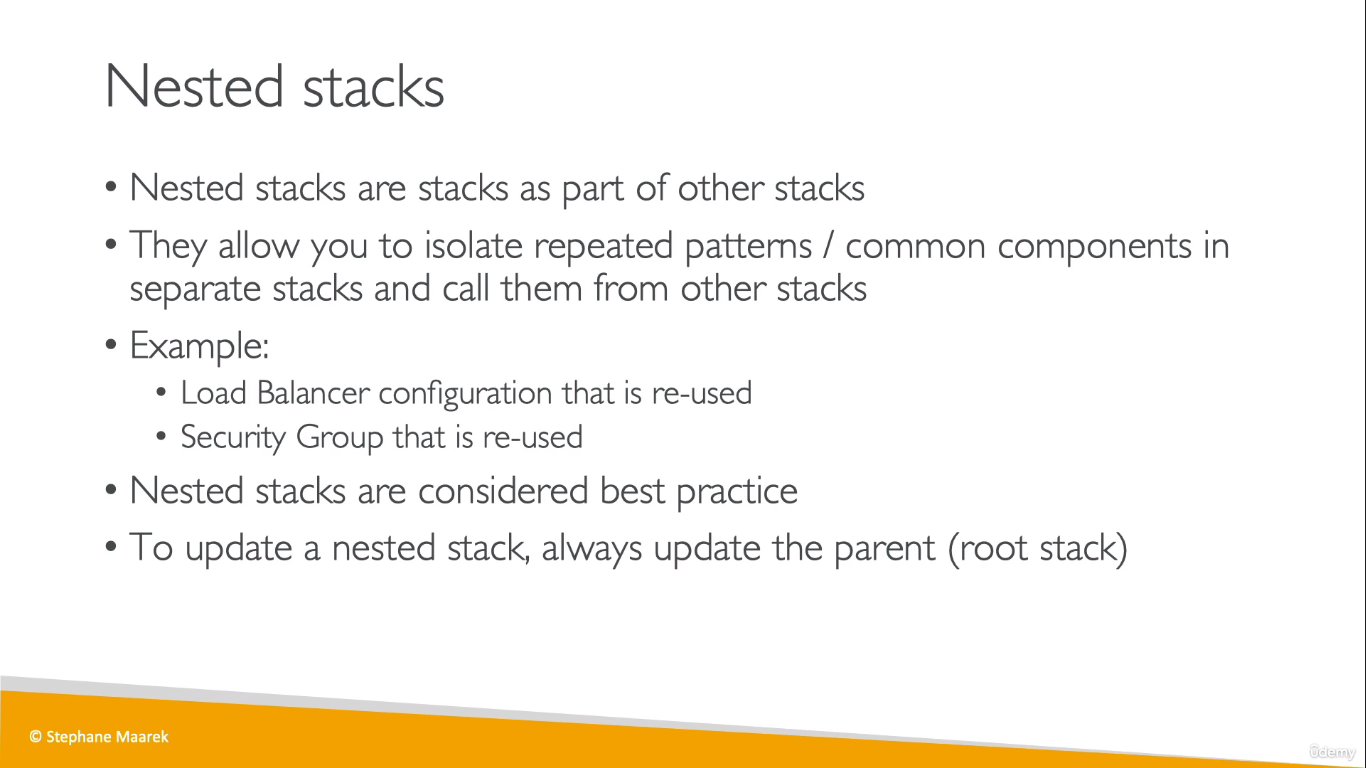 Nested stacks
• Nested stacks are stacks as part of other stacks
• They allow you to isolate repeated patterns / common components in
separate stacks and call them from other stacks
• Example:
• Load Balancer configuration that is re-used
• Security Group that is re-used
• Nested stacks are considered best practice
• To update a nested stack, always update the parent (root stack)
© Stephane Maarek
ûdemy